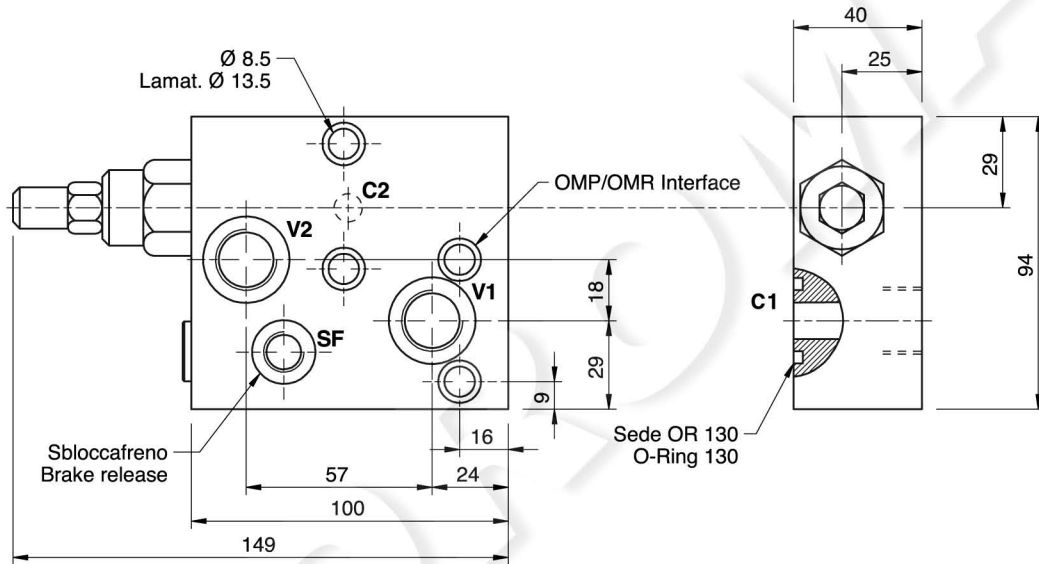 Ø 8.5
Lamat. Ø 13.5
C2
OMP/OMR Interface
V2
V1
SF
18
29
9
16
Sbloccafreno
Brake release
57
24
100
149
40
25
29
94
C1
Sede OR 130
O-Ring 130